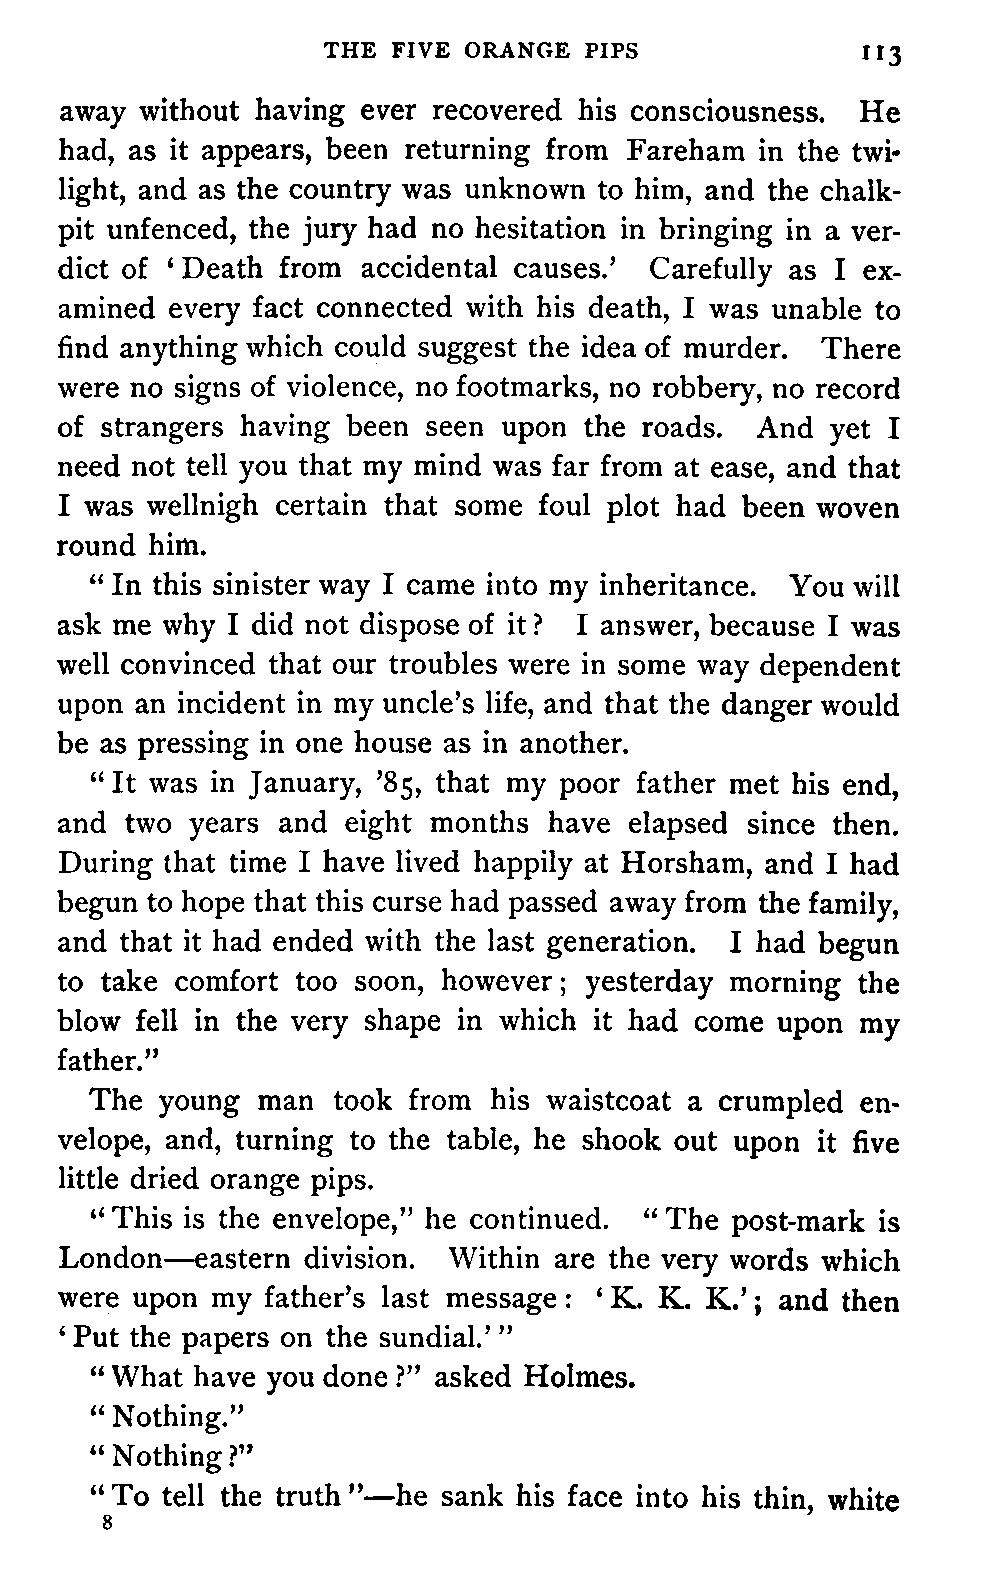 THE FIVE ORANGE PIPS 113
away without having ever recovered his consciousness. He
had, as it appears, been returning from Fareham in the twi-
light, and as the country was unknown to him, and the chalk-
pit unfenced, the jury had no hesitation in bringing in a ver-
dict of ‘Death from accidental causes.’ Carefully as I ex-
amined every fact connected with his death, I was unable to
find anything which could suggest the idea of murder. There
were no signs of violence, no footmarks, no robbery, no record
of strangers having been seen upon the roads. And yet I
need not tell you that my mind was far from at ease, and that
I was wellnigh certain that some foul plot had been woven
round him.
“In this sinister way I came into my inheritance. You will
ask me why I did not dispose of it? I answer, because I was
well convinced that our troubles were in some way dependent
upon an incident in my uncle’s life, and that the danger would
be as pressing in one house as in another.
“It was in January, ’85, that my poor father met his end,
and two years and eight months have elapsed since then.
During that time I have lived happily at Horsham, and I had
begun to hope that this curse had passed away from the family,
and that it had ended with the last generation. I had begun
to take comfort too soon, however; yesterday morning the
blow fell in the very shape in which it had come upon my
father.”
The young man took from his waistcoat a crumpled en-
velope, and, turning to the table, he shook out upon it five
little dried orange pips.
“This is the envelope,” he continued. “The post-mark is
London—eastern division. Within are the very words which
were upon my father’s last message: ‘K. K. K.’; and then
‘Put the papers on the sundial.’”
“What have you done?” asked Holmes.
“Nothing.”
“Nothing?”
“To tell the truth”—he sank his face into his thin, white
8